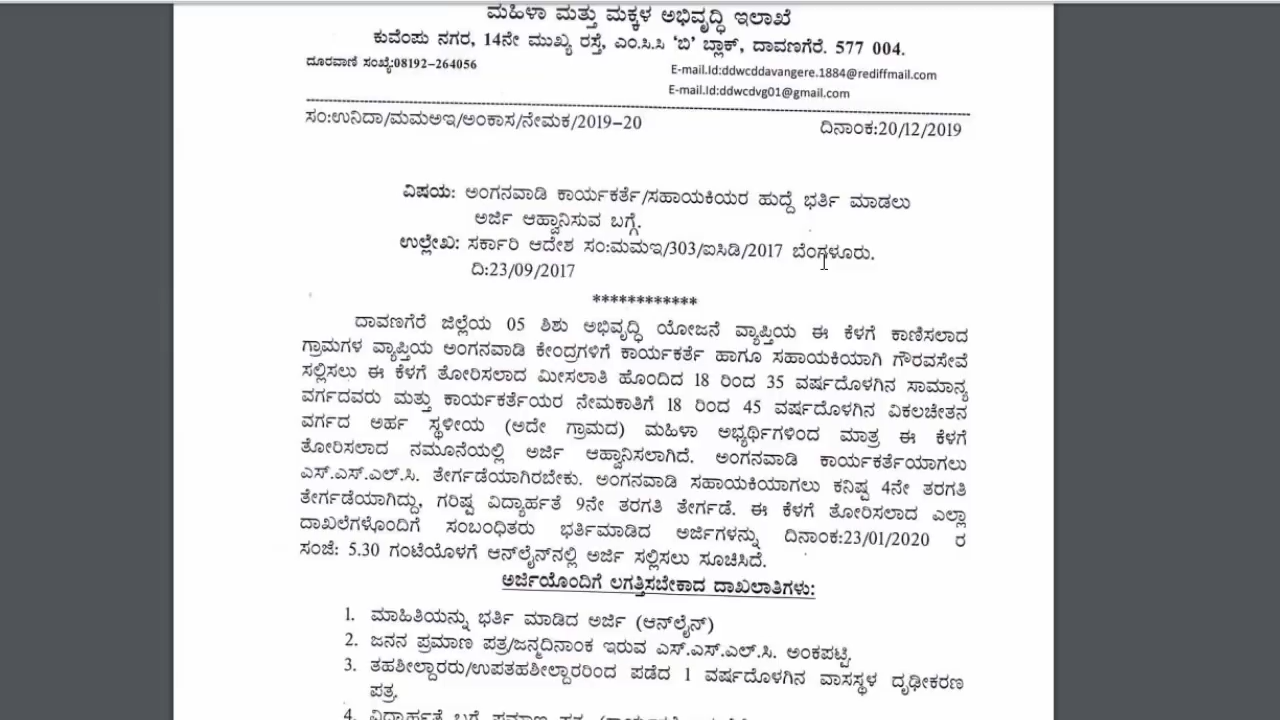 ಮಹಿಳಾ ಮತ್ತು ಮಕ್ಕಳ ಅಭಿವೃದ್ಧಿ ಇಲಾಖೆ
ಕುವೆಂಪು ನಗರ, 14ನೇ ಮುಖ್ಯ ರಸ್ತೆ, ಎಂ.ಸಿ.ಸಿ 'ಬಿ' ಬ್ಲಾಕ್, ದಾವಣಗೆರೆ. 577 004.
ದೂರವಾಣಿ ಸಂಖ್ಯೆ:08192-264056
E-mail.Id:ddwcddavangere.1884@rediffmail.com
E-mail.Id:ddwcdvg01@gmail.com
ಸಂ:ಉನಿದಾ/ಮಮಅಇ/ಅಂಕಾಸ/ನೇಮಕ/2019-20 ದಿನಾಂಕ:20/12/2019
ವಿಷಯ: ಅಂಗನವಾಡಿ ಕಾರ್ಯಕರ್ತೆ/ಸಹಾಯಕಿಯರ ಹುದ್ದೆ ಭರ್ತಿ ಮಾಡಲು
ಅರ್ಜಿ ಆಹ್ವಾನಿಸುವ ಬಗ್ಗೆ.
ಉಲ್ಲೇಖ: ಸರ್ಕಾರಿ ಆದೇಶ ಸಂ:ಮಮಇ/303/ಐಸಿಡಿ/2017 ಬೆಂಗಳೂರು.
ದಿ:23/09/2017
************
ದಾವಣಗೆರೆ ಜಿಲ್ಲೆಯ 05 ಶಿಶು ಅಭಿವೃದ್ಧಿ ಯೋಜನೆ ವ್ಯಾಪ್ತಿಯ ಈ ಕೆಳಗೆ ಕಾಣಿಸಲಾದ
ಗ್ರಾಮಗಳ ವ್ಯಾಪ್ತಿಯ ಅಂಗನವಾಡಿ ಕೇಂದ್ರಗಳಿಗೆ ಕಾರ್ಯಕರ್ತೆ ಹಾಗೂ ಸಹಾಯಕಿಯಾಗಿ ಗೌರವಸೇವೆ
ಸಲ್ಲಿಸಲು ಈ ಕೆಳಗೆ ತೋರಿಸಲಾದ ಮೀಸಲಾತಿ ಹೊಂದಿದ 18 ರಿಂದ 35 ವರ್ಷದೊಳಗಿನ ಸಾಮಾನ್ಯ
ವರ್ಗದವರು ಮತ್ತು ಕಾರ್ಯಕರ್ತೆಯರ ನೇಮಕಾತಿಗೆ 18 ರಿಂದ 45 ವರ್ಷದೊಳಗಿನ ವಿಕಲಚೇತನ
ವರ್ಗದ ಅರ್ಹ ಸ್ಥಳೀಯ (ಅದೇ ಗ್ರಾಮದ) ಮಹಿಳಾ ಅಭ್ಯರ್ಥಿಗಳಿಂದ ಮಾತ್ರ ಈ ಕೆಳಗೆ
ತೋರಿಸಲಾದ ನಮೂನೆಯಲ್ಲಿ ಅರ್ಜಿ ಆಹ್ವಾನಿಸಲಾಗಿದೆ. ಅಂಗನವಾಡಿ ಕಾರ್ಯಕರ್ತೆಯಾಗಲು
ಎಸ್.ಎಸ್.ಎಲ್.ಸಿ. ತೇರ್ಗಡೆಯಾಗಿರಬೇಕು. ಅಂಗನವಾಡಿ ಸಹಾಯಕಿಯಾಗಲು ಕನಿಷ್ಠ 4ನೇ ತರಗತಿ
ತೇರ್ಗಡೆಯಾಗಿದ್ದು, ಗರಿಷ್ಠ ವಿದ್ಯಾರ್ಹತೆ 9ನೇ ತರಗತಿ ತೇರ್ಗಡೆ. ಈ ಕೆಳಗೆ ತೋರಿಸಲಾದ ಎಲ್ಲಾ
ದಾಖಲೆಗಳೊಂದಿಗೆ ಸಂಬಂಧಿತರು ಭರ್ತಿಮಾಡಿದ ಅರ್ಜಿಗಳನ್ನು ದಿನಾಂಕ:23/01/2020 ರ
ಸಂಜೆ: 5.30 ಗಂಟೆಯೊಳಗೆ ಆನ್‌ಲೈನ್‌ನಲ್ಲಿ ಅರ್ಜಿ ಸಲ್ಲಿಸಲು ಸೂಚಿಸಿದೆ.
ಅರ್ಜಿಯೊಂದಿಗೆ ಲಗತ್ತಿಸಬೇಕಾದ ದಾಖಲಾತಿಗಳು:
1. ಮಾಹಿತಿಯನ್ನು ಭರ್ತಿ ಮಾಡಿದ ಅರ್ಜಿ (ಆನ್‌ಲೈನ್)
2. ಜನನ ಪ್ರಮಾಣ ಪತ್ರ/ಜನ್ಮದಿನಾಂಕ ಇರುವ ಎಸ್.ಎಸ್.ಎಲ್.ಸಿ. ಅಂಕಪಟ್ಟಿ.
3. ತಹಶೀಲ್ದಾರರು/ಉಪತಹಶೀಲ್ದಾರರಿಂದ ಪಡೆದ 1 ವರ್ಷದೊಳಗಿನ ವಾಸಸ್ಥಳ ದೃಢೀಕರಣ
ಪತ್ರ.
4. ವಿದ್ಯಾರ್ಹತೆ ಬಗ್ಗೆ ಪ್ರಮಾಣ ಪತ್ರ